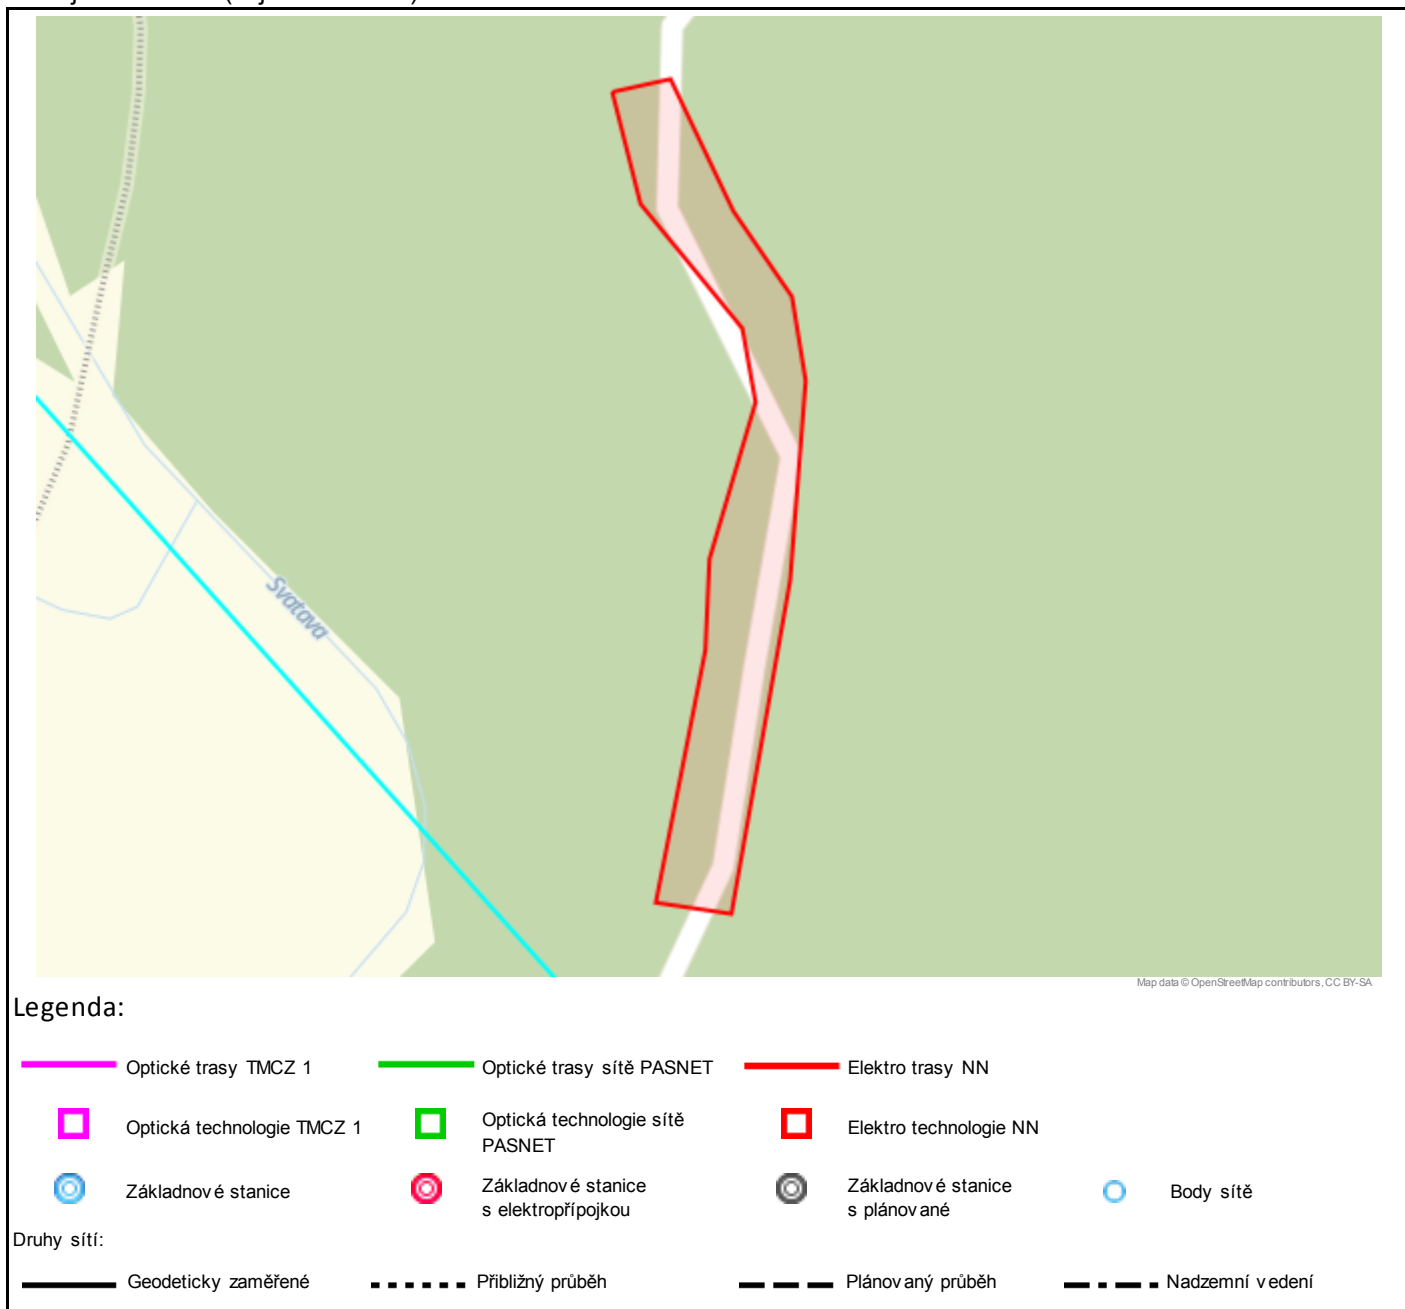 Svatava
Map data © OpenStreetMap contributors, CC BY-SA
Legenda:
Optické trasy TMCZ 1
Optické trasy sítě PASNET
Elektro trasy NN
Optická technologie TMCZ 1
Optická technologie sítě
PASNET
Elektro technologie NN
Základnové stanice
Základnové stanice
s elektropřípojkou
Základnové stanice
s plánované
Body sítě
Druhy sítí:
Geodeticky zaměřené
Přibližný průběh
Plánovaný průběh
Nadzemní vedení